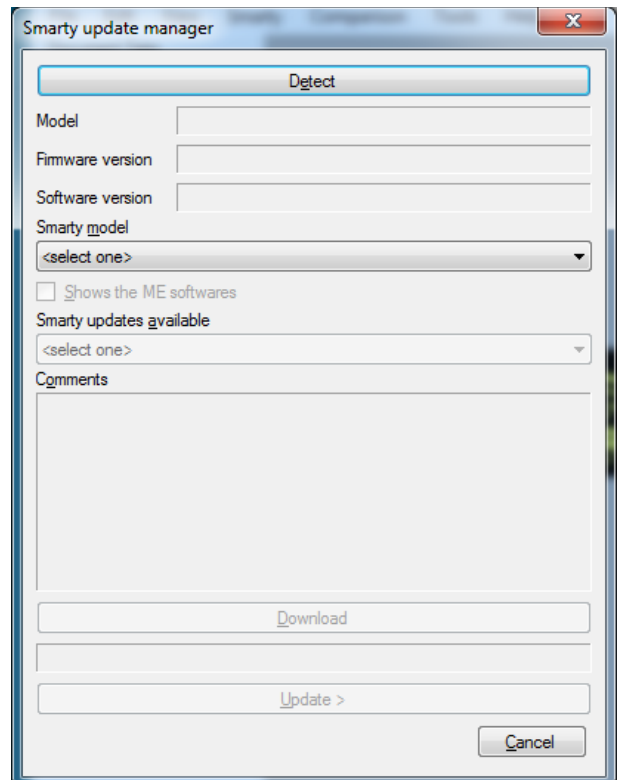 Smarty update manager
Detect
Model
Firmware version
Software version
Smarty model
<select one>
Shows the ME softwares
Smarty updates available
<select one>
Comments
Download
Update >
Cancel